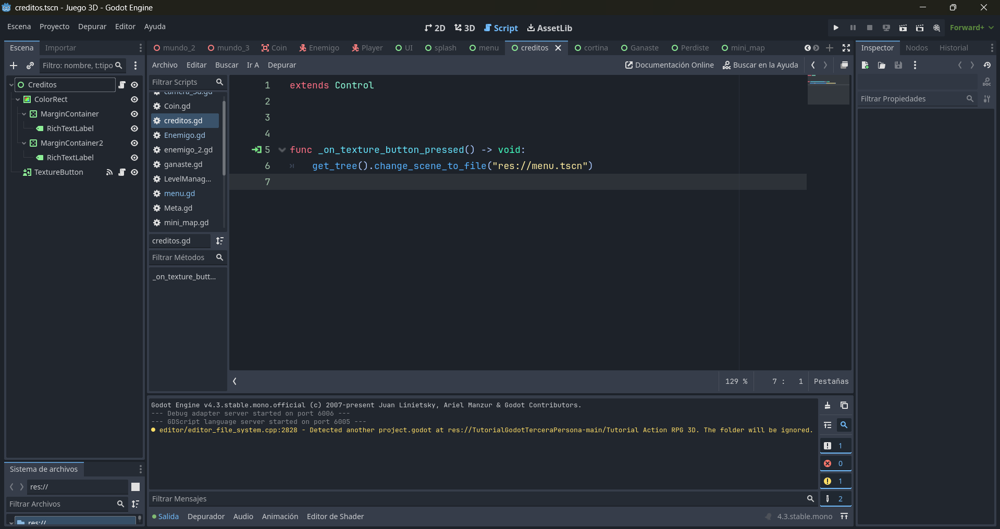 creditos.tscn - Juego 3D - Godot Engine
Escena Proyecto Depurar Editor Ayuda
2D 3D Script AssetLib
Forward+
Escena Importar
Filtro: nombre, t:tipo
Creditos
ColorRect
MarginContainer
RichTextLabel
MarginContainer2
RichTextLabel
TextureButton
Sistema de archivos
res://
Filtrar Archivos
res://
mundo_2 mundo_3 Coin Enemigo Player UI splash menu creditos cortina Ganaste Perdiste mini_map
Archivo Editar Buscar Ir A Depurar
Documentación Online Buscar en la Ayuda
Filtrar Scripts
camera_3d.gd
Coin.gd
creditos.gd
Enemigo.gd
enemigo_2.gd
ganaste.gd
LevelManag...
menu.gd
Meta.gd
mini_map.gd
creditos.gd
Filtrar Métodos
_on_texture_butt...
1 extends Control
2
3
4
5 func _on_texture_button_pressed() -> void:
6 get_tree().change_scene_to_file("res://menu.tscn")
7
129 % 7 : 1 Pestañas
Godot Engine v4.3.stable.mono.official (c) 2007-present Juan Linietsky, Ariel Manzur & Godot Contributors.
--- Debug adapter server started on port 6006 ---
--- GDScript language server started on port 6005 ---
editor/editor_file_system.cpp:2828 - Detected another project.godot at res://TutorialGodotTerceraPersona-main/Tutorial Action RPG 3D. The folder will be ignored.
1
0
1
2
Filtrar Mensajes
Salida Depurador Audio Animación Editor de Shader
4.3.stable.mono
Inspector Nodos Historial
DOC
Filtrar Propiedades